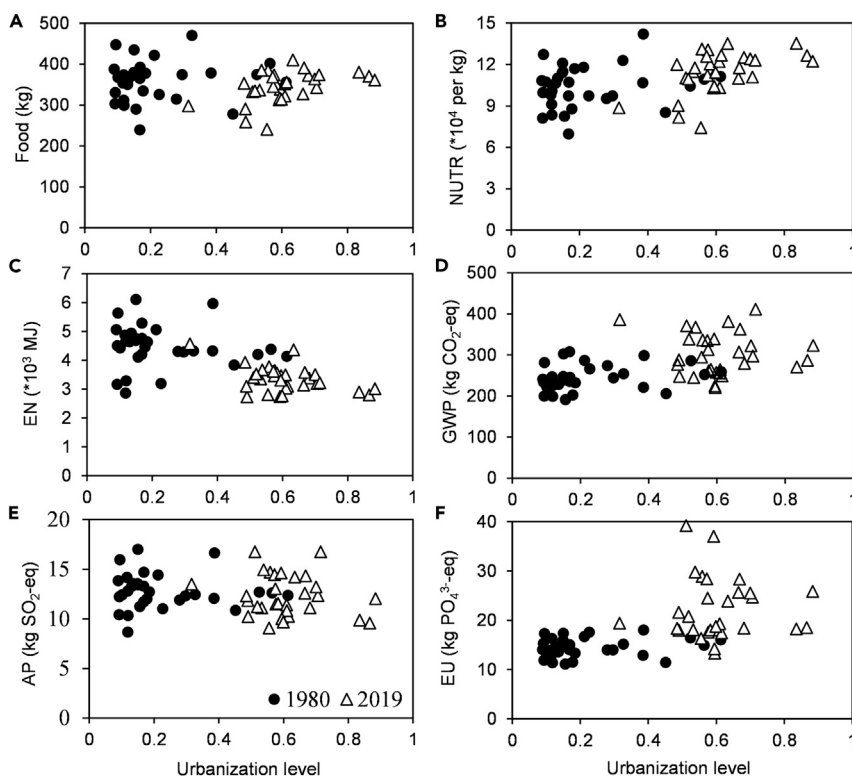 A
Food (kg)
500
400
300
200
100
0
0 0.2 0.4 0.6 0.8 1
B
NUTR (*10⁴ per kg)
15
12
9
6
3
0
0 0.2 0.4 0.6 0.8 1
C
EN (*10³ MJ)
7
6
5
4
3
2
1
0
0 0.2 0.4 0.6 0.8 1
D
GWP (kg CO₂-eq)
500
400
300
200
100
0
0 0.2 0.4 0.6 0.8 1
E
AP (kg SO₂-eq)
20
15
10
5
0
1980 2019
0 0.2 0.4 0.6 0.8 1
Urbanization level
F
EU (kg PO₄³⁻-eq)
40
30
20
10
0
0 0.2 0.4 0.6 0.8 1
Urbanization level